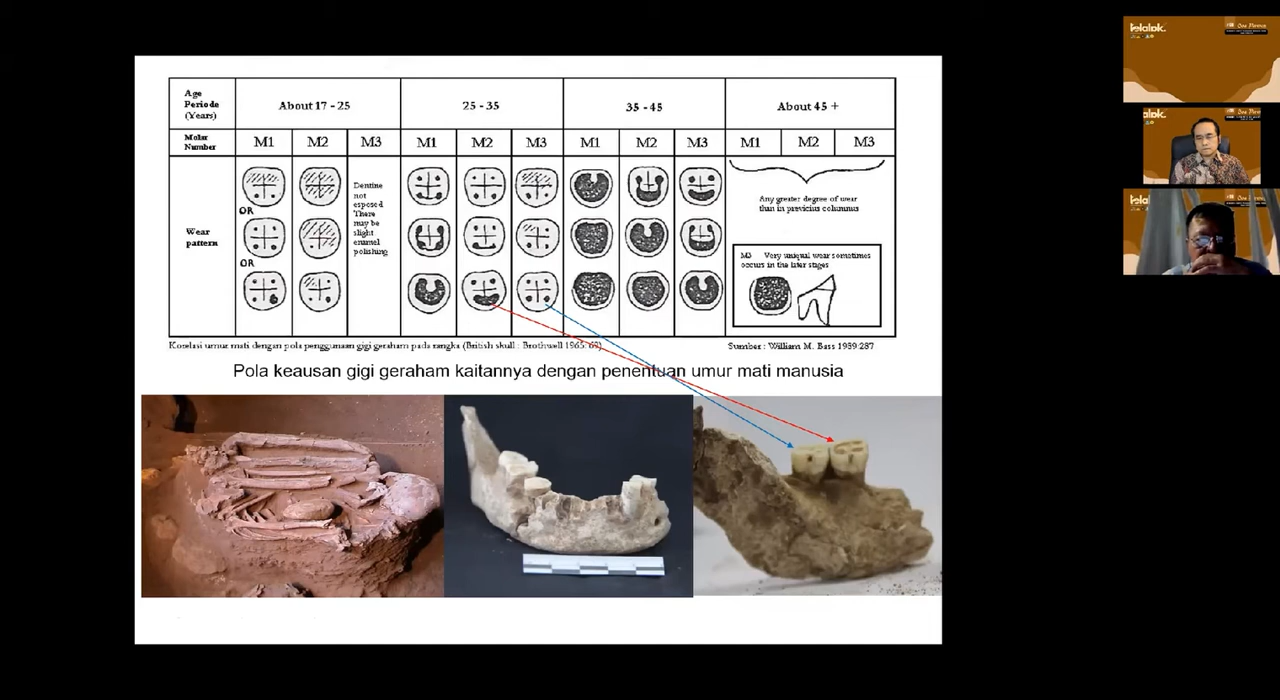 Age
Periode
(Years)
About 17 - 25
25 - 35
35 - 45
About 45 +
Molar
Number
M1
M2
M3
M1
M2
M3
M1
M2
M3
M1
M2
M3
Wear
pattern
OR
OR
Dentine
not
exposed
There
may be
slight
enamel
polishing
Any greater degree of wear
than in previcius columnus
M3 Very uniqual wear sometimes
occurs in the later stages
Korelasi umur mati dengan pola penggunaan gigi geraham pada rangka (British skull : Brothwell 1965:69)
Sumber : William M. Bass 1989:287
Pola keausan gigi geraham kaitannya dengan penentuan umur mati manusia